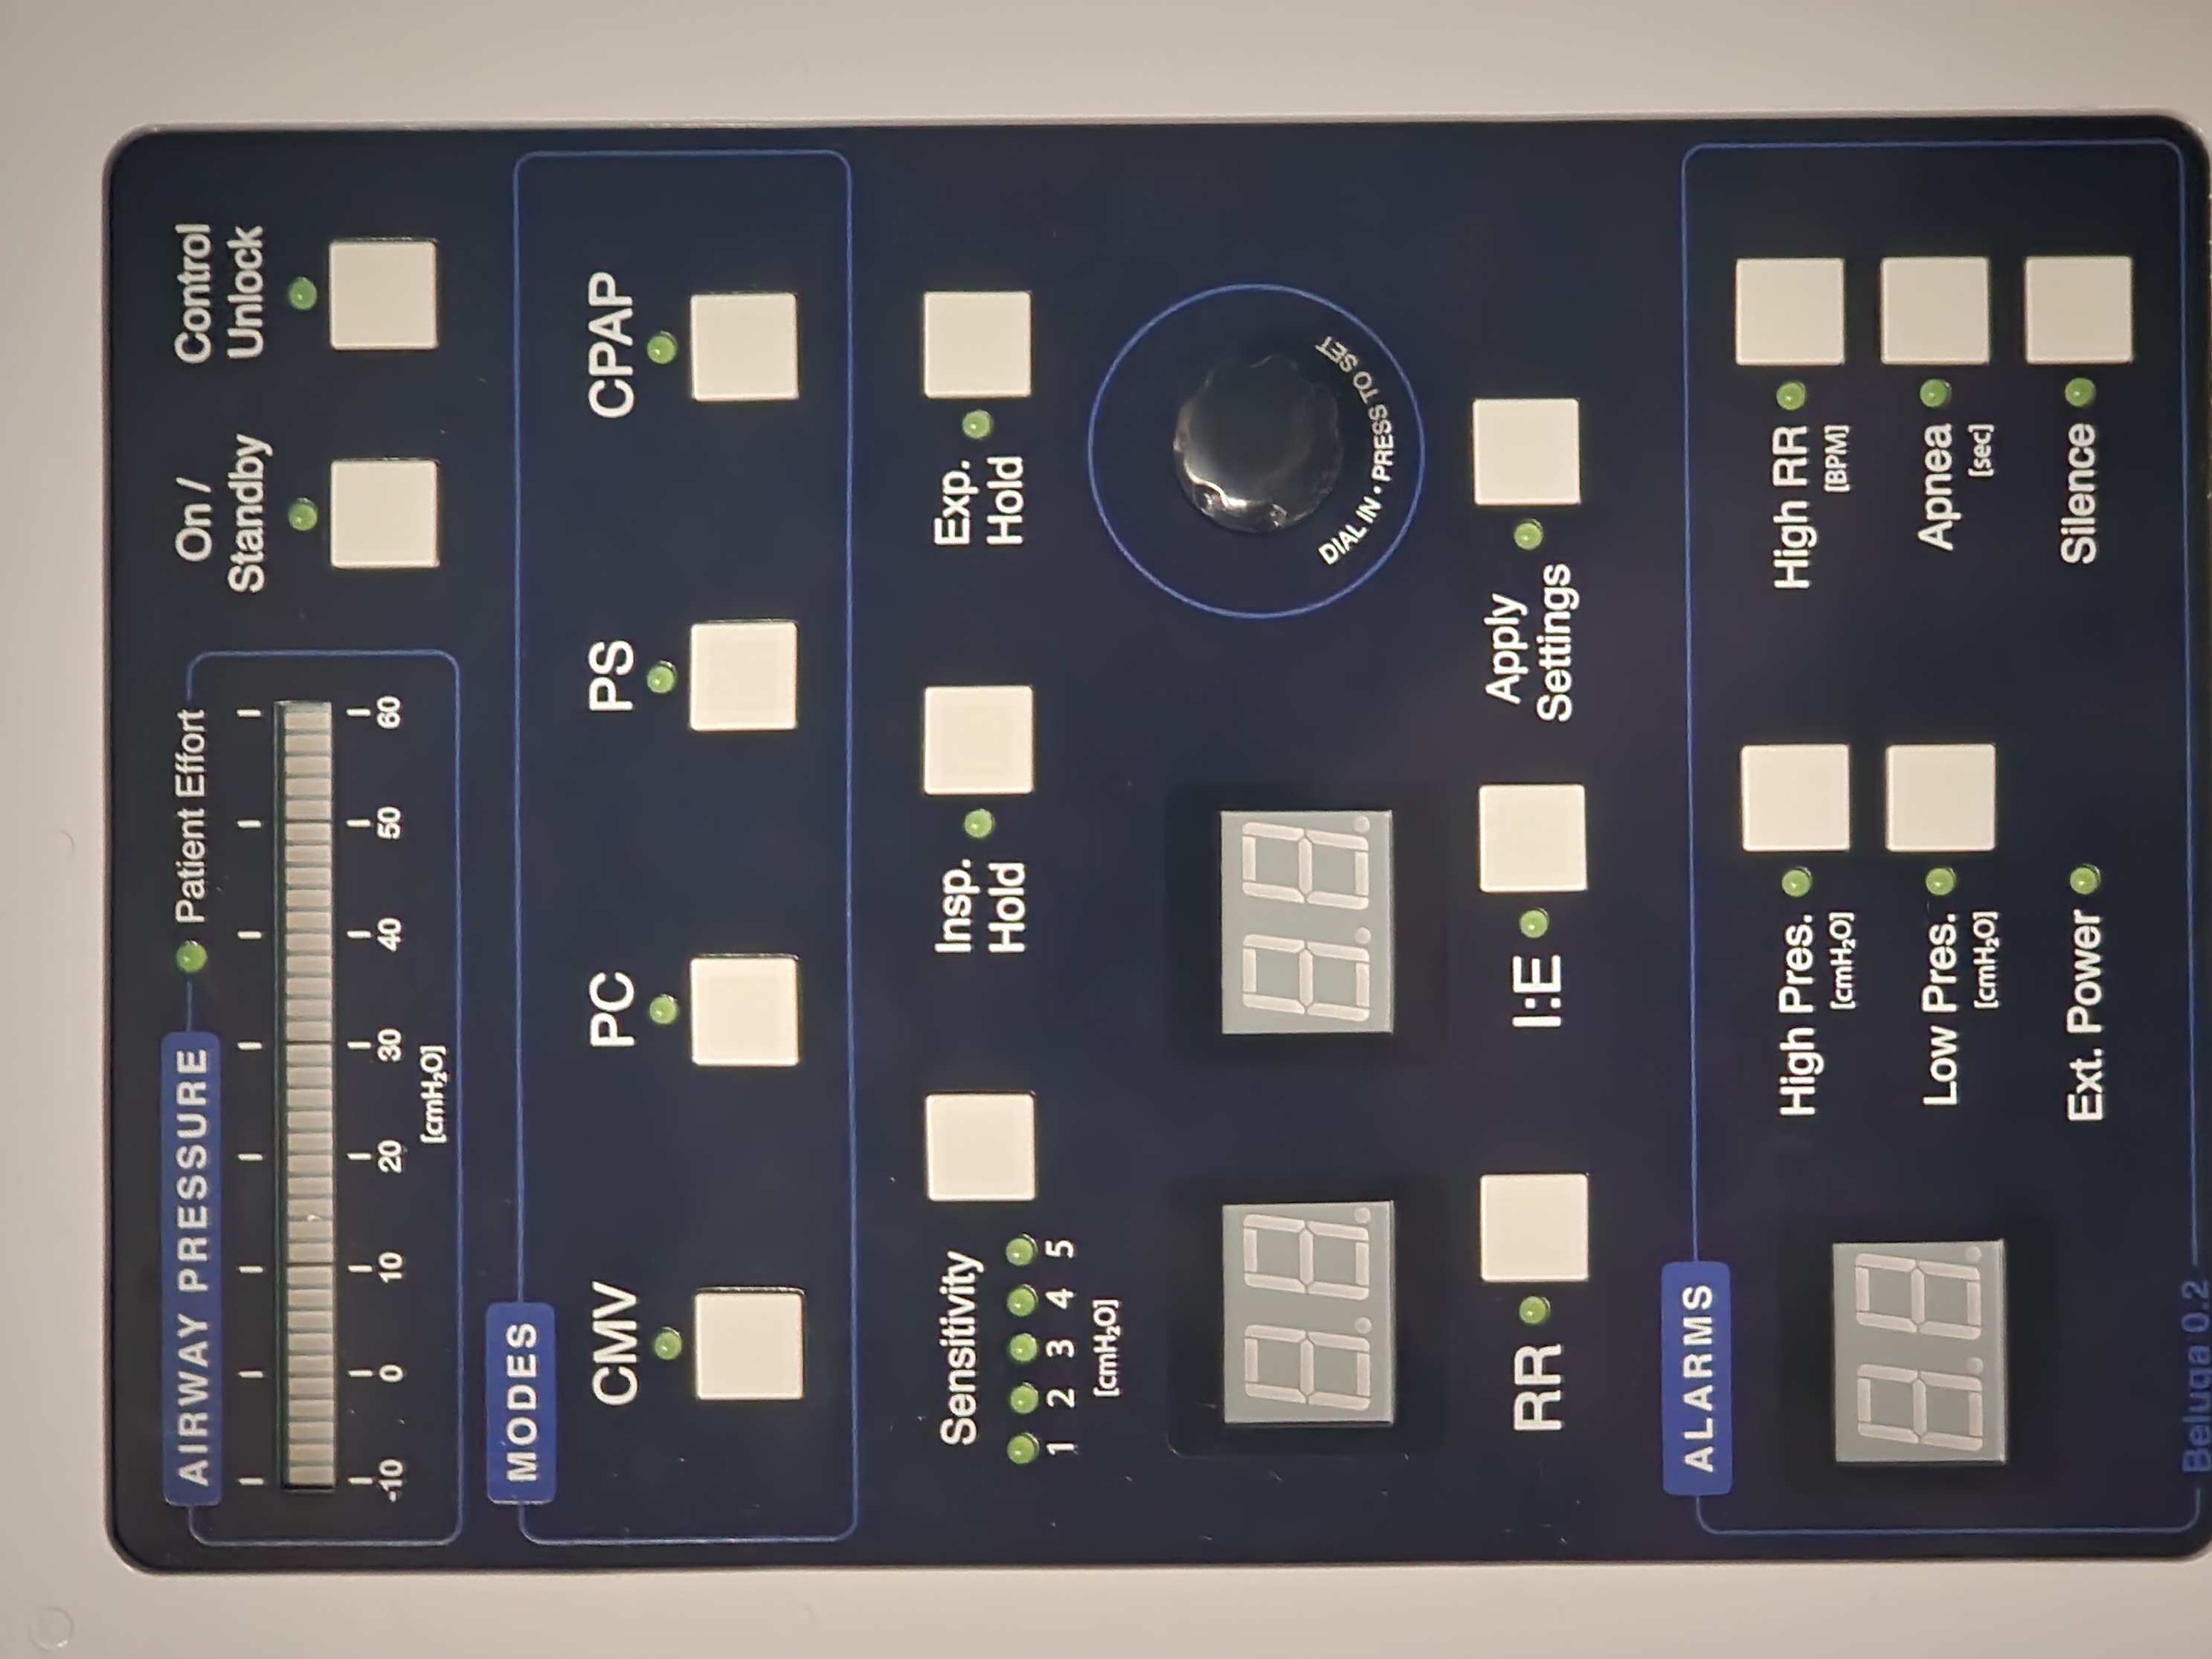 AIRWAY PRESSURE
Patient Effort
On /
Standby
Control
Unlock
-10 0 10 20 30 40 50 60
[cmH₂O]
MODES
CMV PC PS CPAP
Sensitivity
1 2 3 4 5
[cmH₂O]
Insp.
Hold
Exp.
Hold
DIAL IN • PRESS TO SET
RR
I:E
Apply
Settings
ALARMS
High Pres.
[cmH₂O]
High RR
[BPM]
Low Pres.
[cmH₂O]
Apnea
[sec]
Ext. Power
Silence
Beluga 0.2